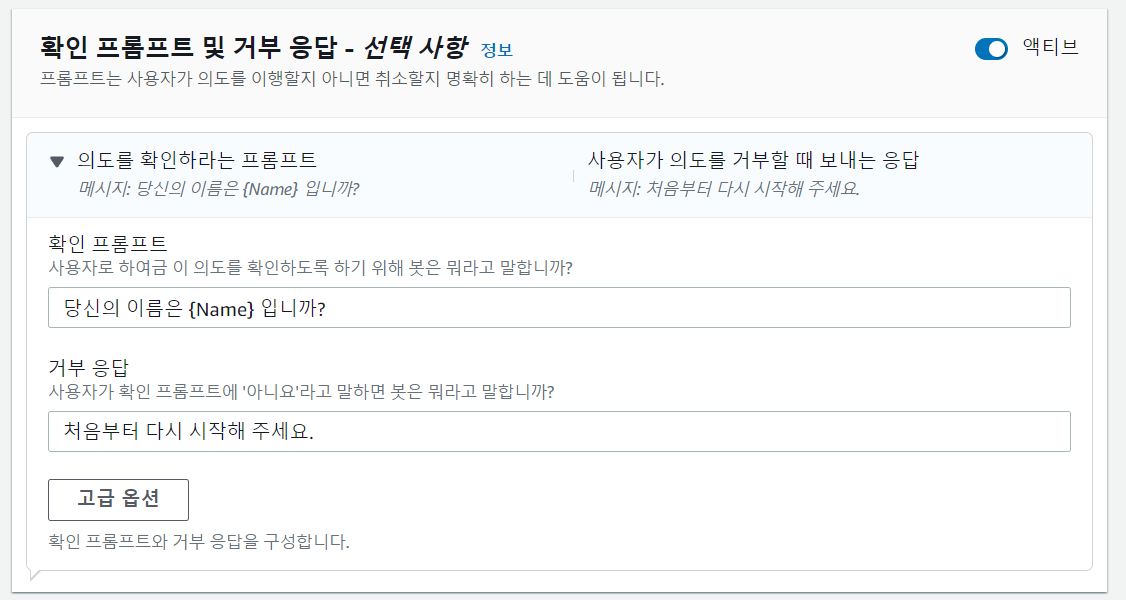 확인 프롬프트 및 거부 응답 - 선택 사항 정보
액티브
프롬프트는 사용자가 의도를 이행할지 아니면 취소할지 명확히 하는 데 도움이 됩니다.
의도를 확인하라는 프롬프트
메시지: 당신의 이름은 {Name} 입니까?
사용자가 의도를 거부할 때 보내는 응답
메시지: 처음부터 다시 시작해 주세요.
확인 프롬프트
사용자로 하여금 이 의도를 확인하도록 하기 위해 봇은 뭐라고 말합니까?
당신의 이름은 {Name} 입니까?
거부 응답
사용자가 확인 프롬프트에 '아니요'라고 말하면 봇은 뭐라고 말합니까?
처음부터 다시 시작해 주세요.
고급 옵션
확인 프롬프트와 거부 응답을 구성합니다.